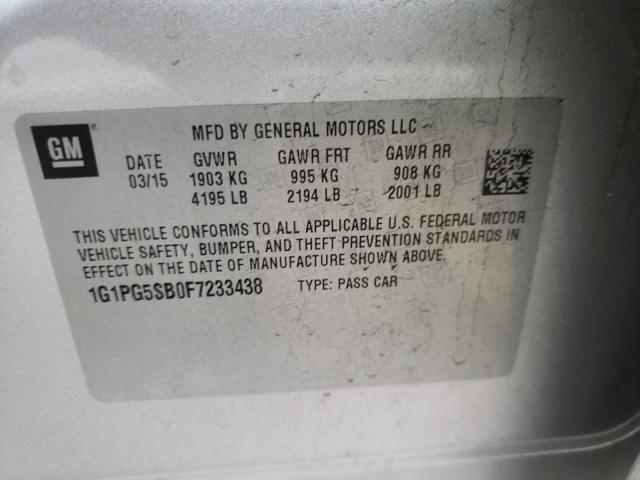 GM
MFD BY GENERAL MOTORS LLC
DATE GVWR GAWR FRT GAWR RR
03/15 1903 KG 995 KG 908 KG
4195 LB 2194 LB 2001 LB
THIS VEHICLE CONFORMS TO ALL APPLICABLE U.S. FEDERAL MOTOR
VEHICLE SAFETY, BUMPER, AND THEFT PREVENTION STANDARDS IN
EFFECT ON THE DATE OF MANUFACTURE SHOWN ABOVE.
1G1PG5SB0F7233438 TYPE: PASS CAR